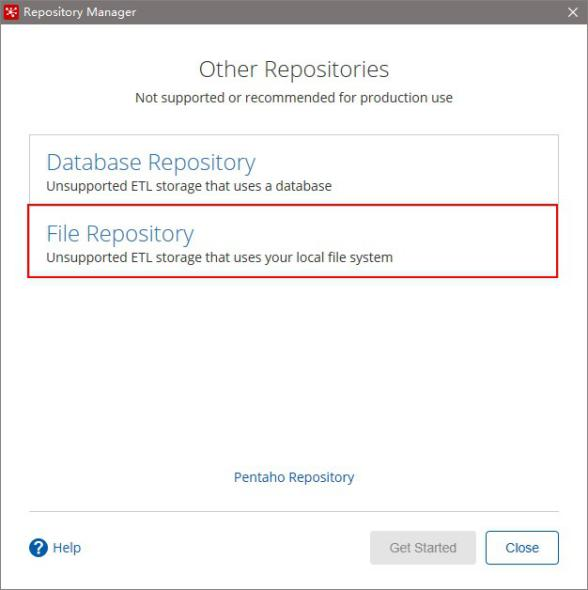 Repository Manager
Other Repositories
Not supported or recommended for production use
Database Repository
Unsupported ETL storage that uses a database
File Repository
Unsupported ETL storage that uses your local file system
Pentaho Repository
? Help
Get Started
Close